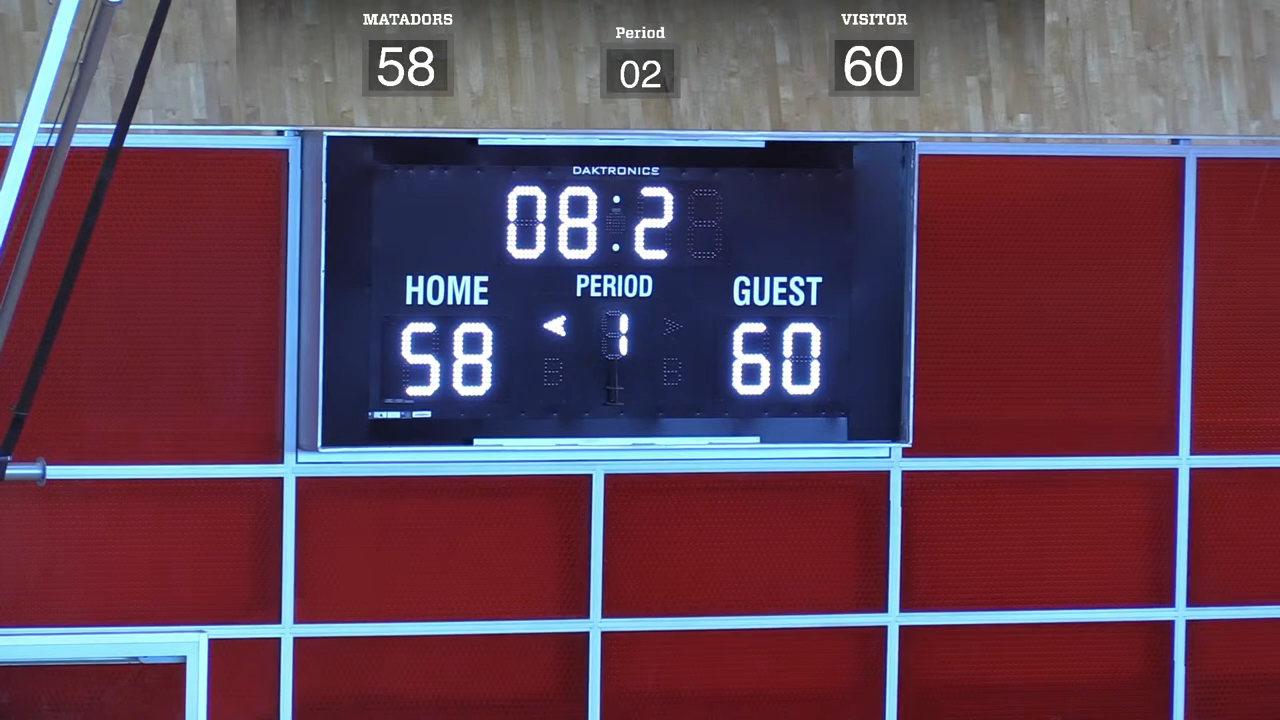 MATADORS
58
Period
02
VISITOR
60
DAKTRONICS
08:2
HOME
PERIOD
GUEST
58
1
60